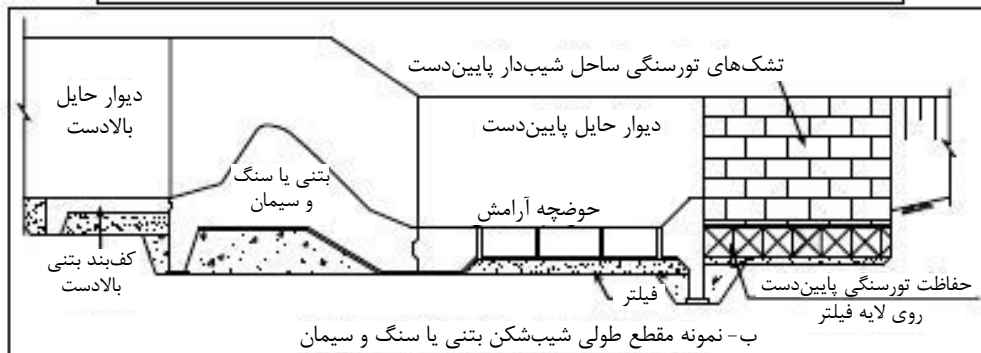 تشک‌های تورسنگی ساحل شیب‌دار پایین‌دست
دیوار حایل
بالادست
دیوار حایل پایین‌دست
بتنی یا سنگ
و سیمان
حوضچه آرامش
کف‌بند بتنی
بالادست
فیلتر
حفاظت تورسنگی پایین‌دست
روی لایه فیلتر
ب- نمونه مقطع طولی شیب‌شکن بتنی یا سنگ و سیمان